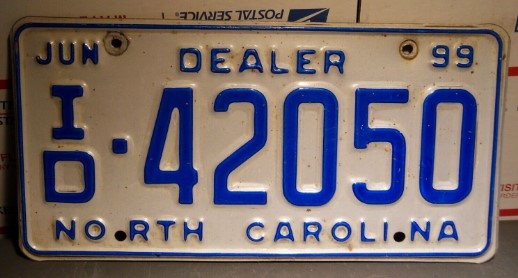 POSTAL SERVICE
JUN DEALER 99
ID·42050
NORTH CAROLINA